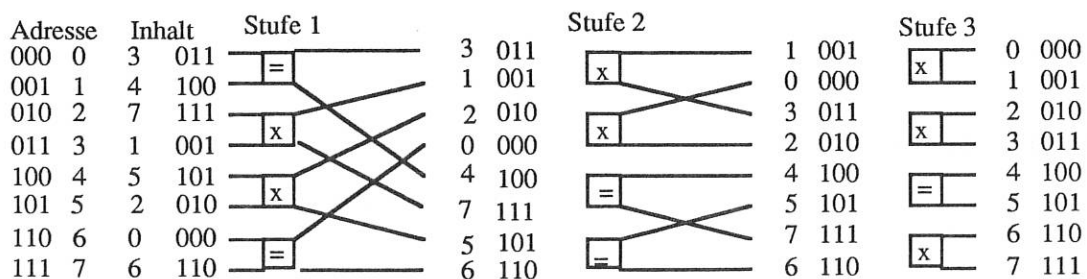 Adresse Inhalt Stufe 1 Stufe 2 Stufe 3
000 0 3 011 = 3 011 x 1 001 x 0 000
001 1 4 100 1 001 0 000 1 001
010 2 7 111 x 2 010 x 3 011 x 2 010
011 3 1 001 0 000 2 010 3 011
100 4 5 101 x 4 100 = 4 100 = 4 100
101 5 2 010 7 111 5 101 5 101
110 6 0 000 = 5 101 = 7 111 x 6 110
111 7 6 110 6 110 6 110 7 111